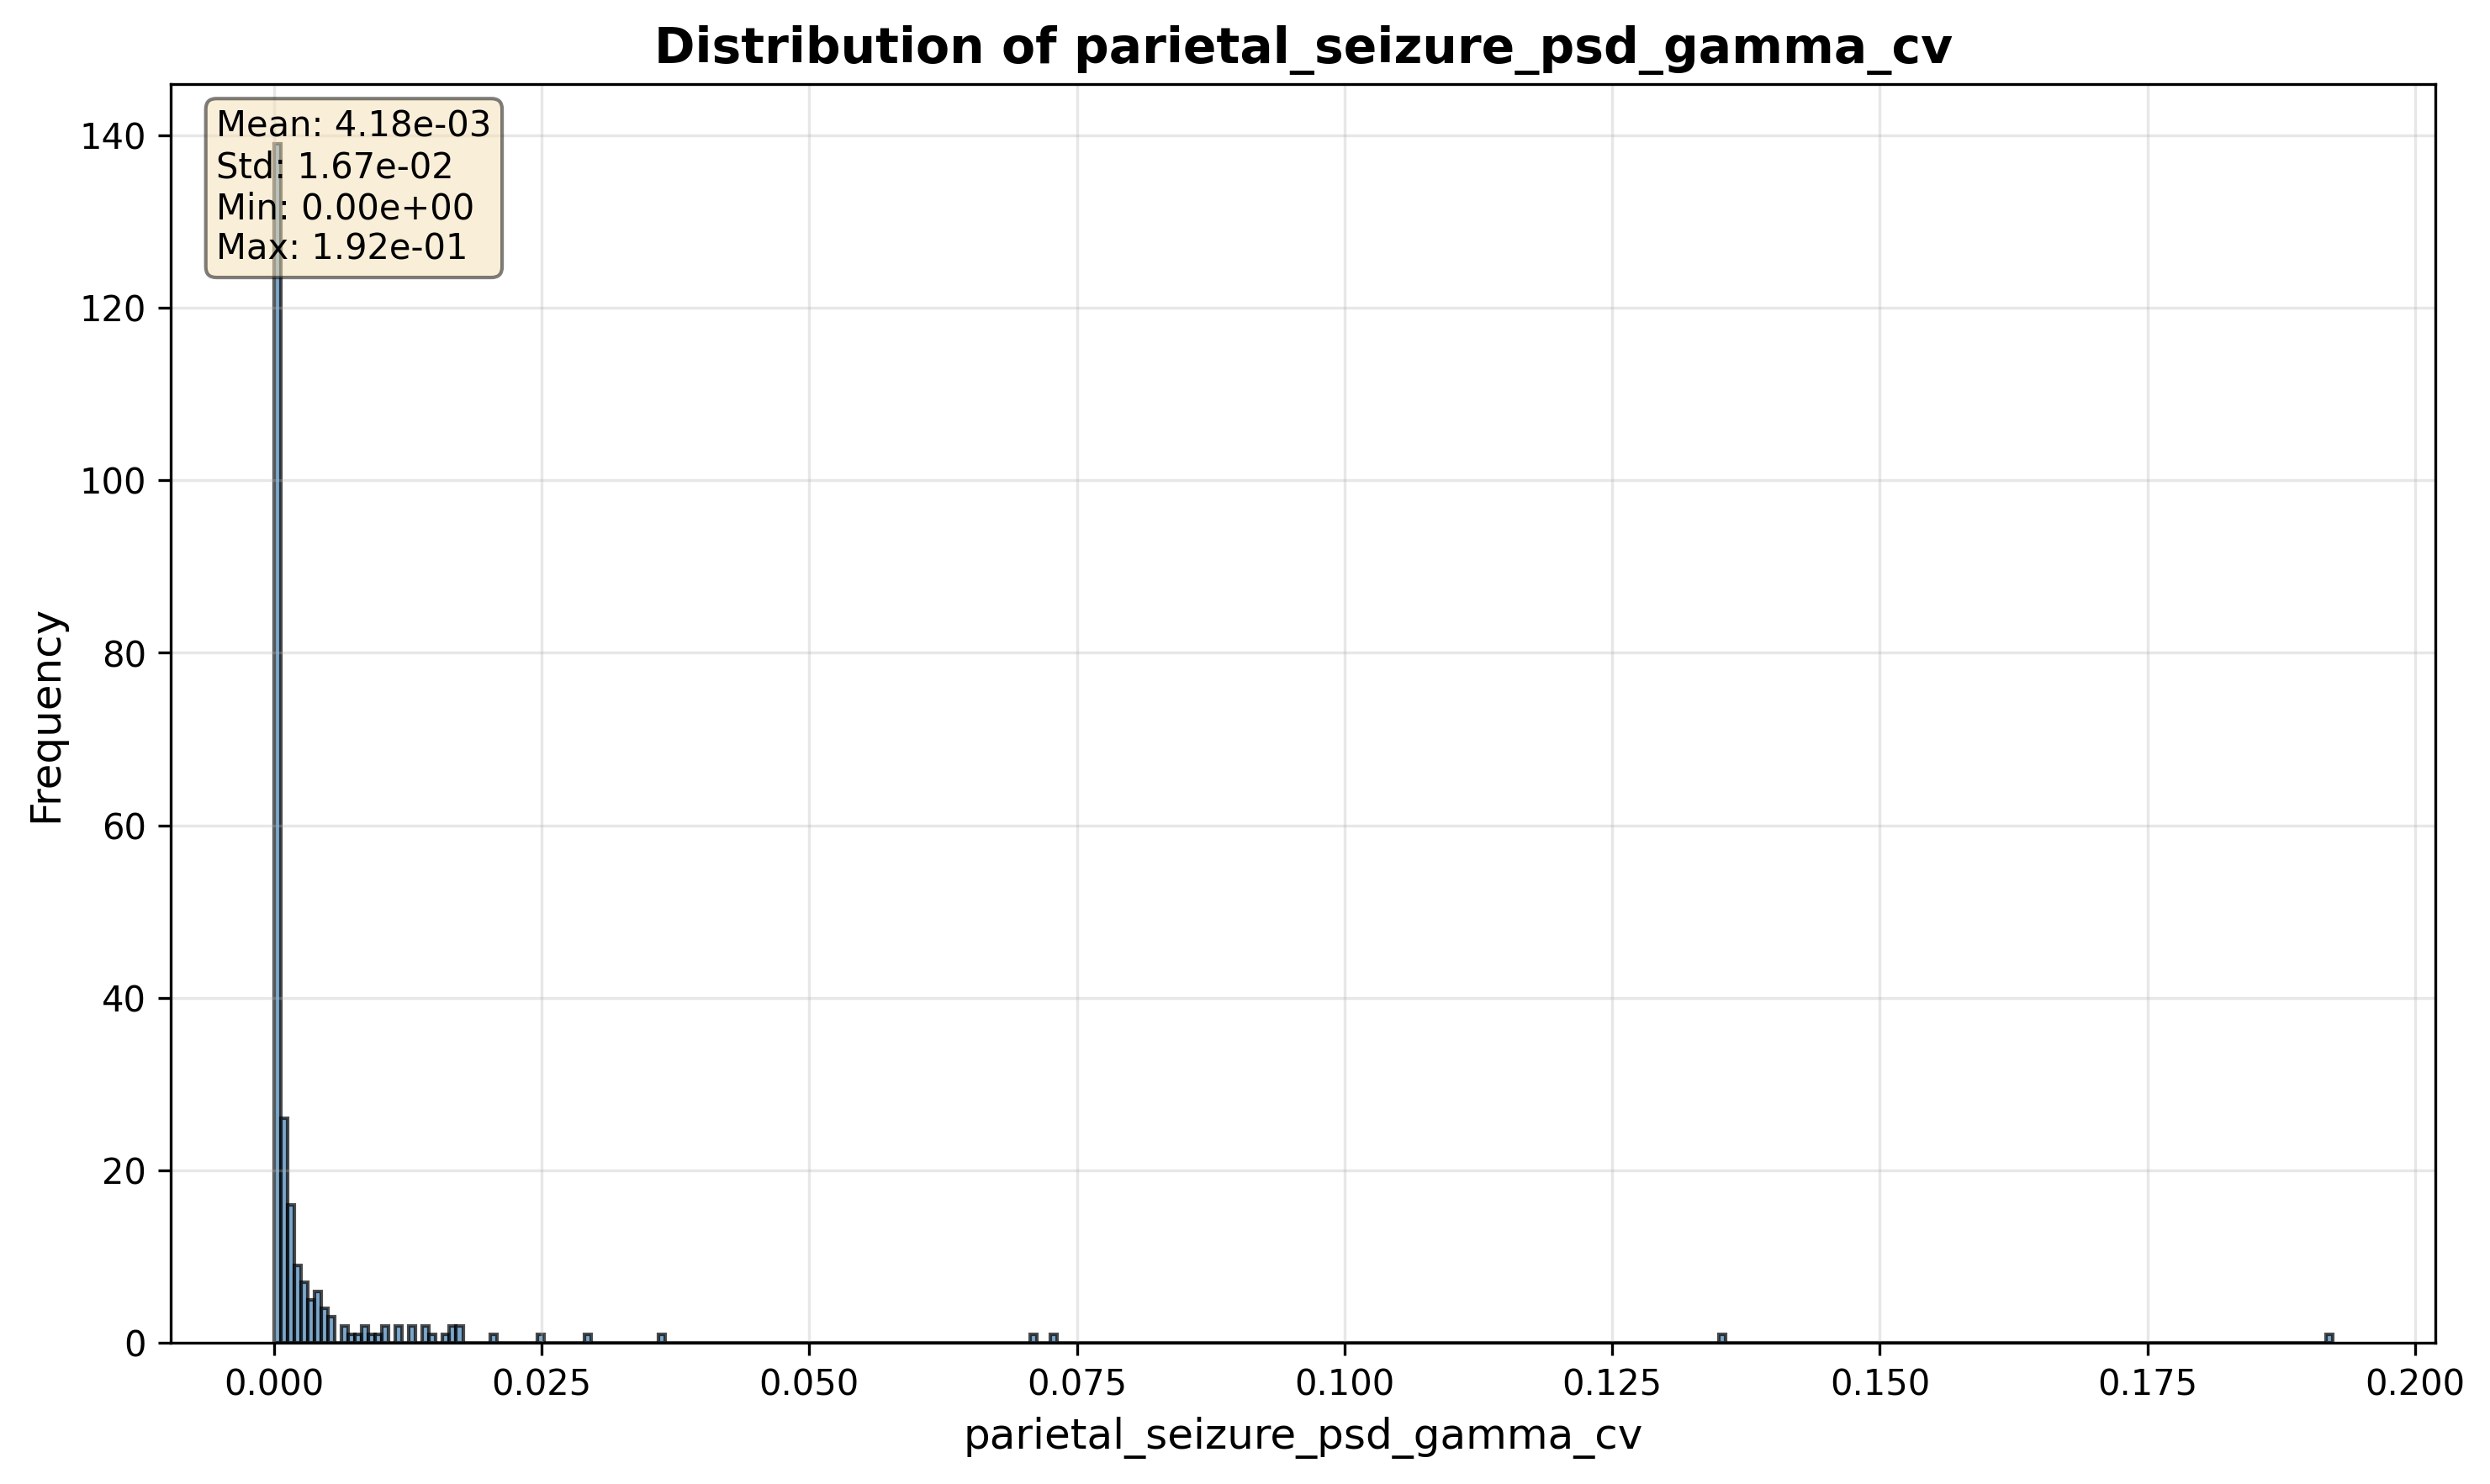 Distribution of parietal_seizure_psd_gamma_cv
Mean: 4.18e-03
Std: 1.67e-02
Min: 0.00e+00
Max: 1.92e-01
140
120
100
80
60
40
20
0
Frequency
0.000 0.025 0.050 0.075 0.100 0.125 0.150 0.175 0.200
parietal_seizure_psd_gamma_cv